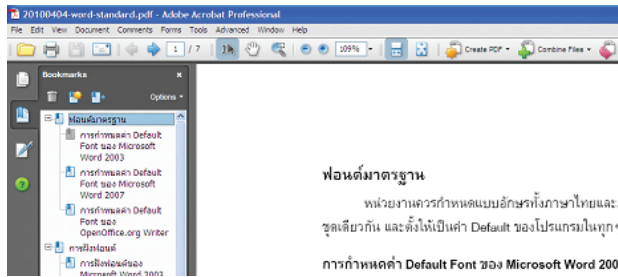 20100404-word-standard.pdf - Adobe Acrobat Professional
File Edit View Document Comments Forms Tools Advanced Window Help
1 / 7 109% Create PDF Combine Files
Bookmarks
Options
ฟอนต์มาตรฐาน
การกำหนดค่า Default
Font ของ Microsoft
Word 2003
การกำหนดค่า Default
Font ของ Microsoft
Word 2007
การกำหนดค่า Default
Font ของ
OpenOffice.org Writer
การฝังฟอนต์
การฝังฟอนต์ของ
Microsoft Word 2003
ฟอนต์มาตรฐาน
หน่วยงานควรกำหนดแบบอักษรทั้งภาษาไทยและ
ชุดเดียวกัน และตั้งให้เป็นค่า Default ของโปรแกรมในทุก
การกำหนดค่า Default Font ของ Microsoft Word 200